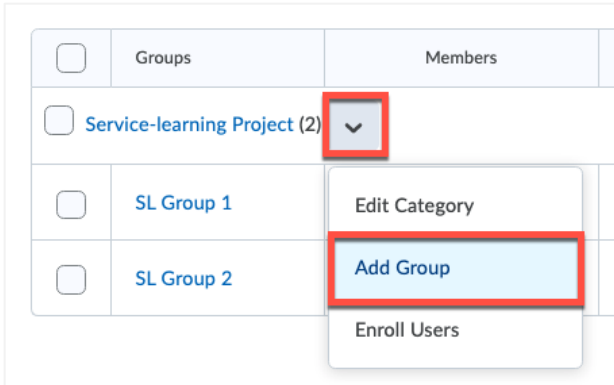 Groups Members
Service-learning Project (2)
SL Group 1
Edit Category
Add Group
SL Group 2
Enroll Users